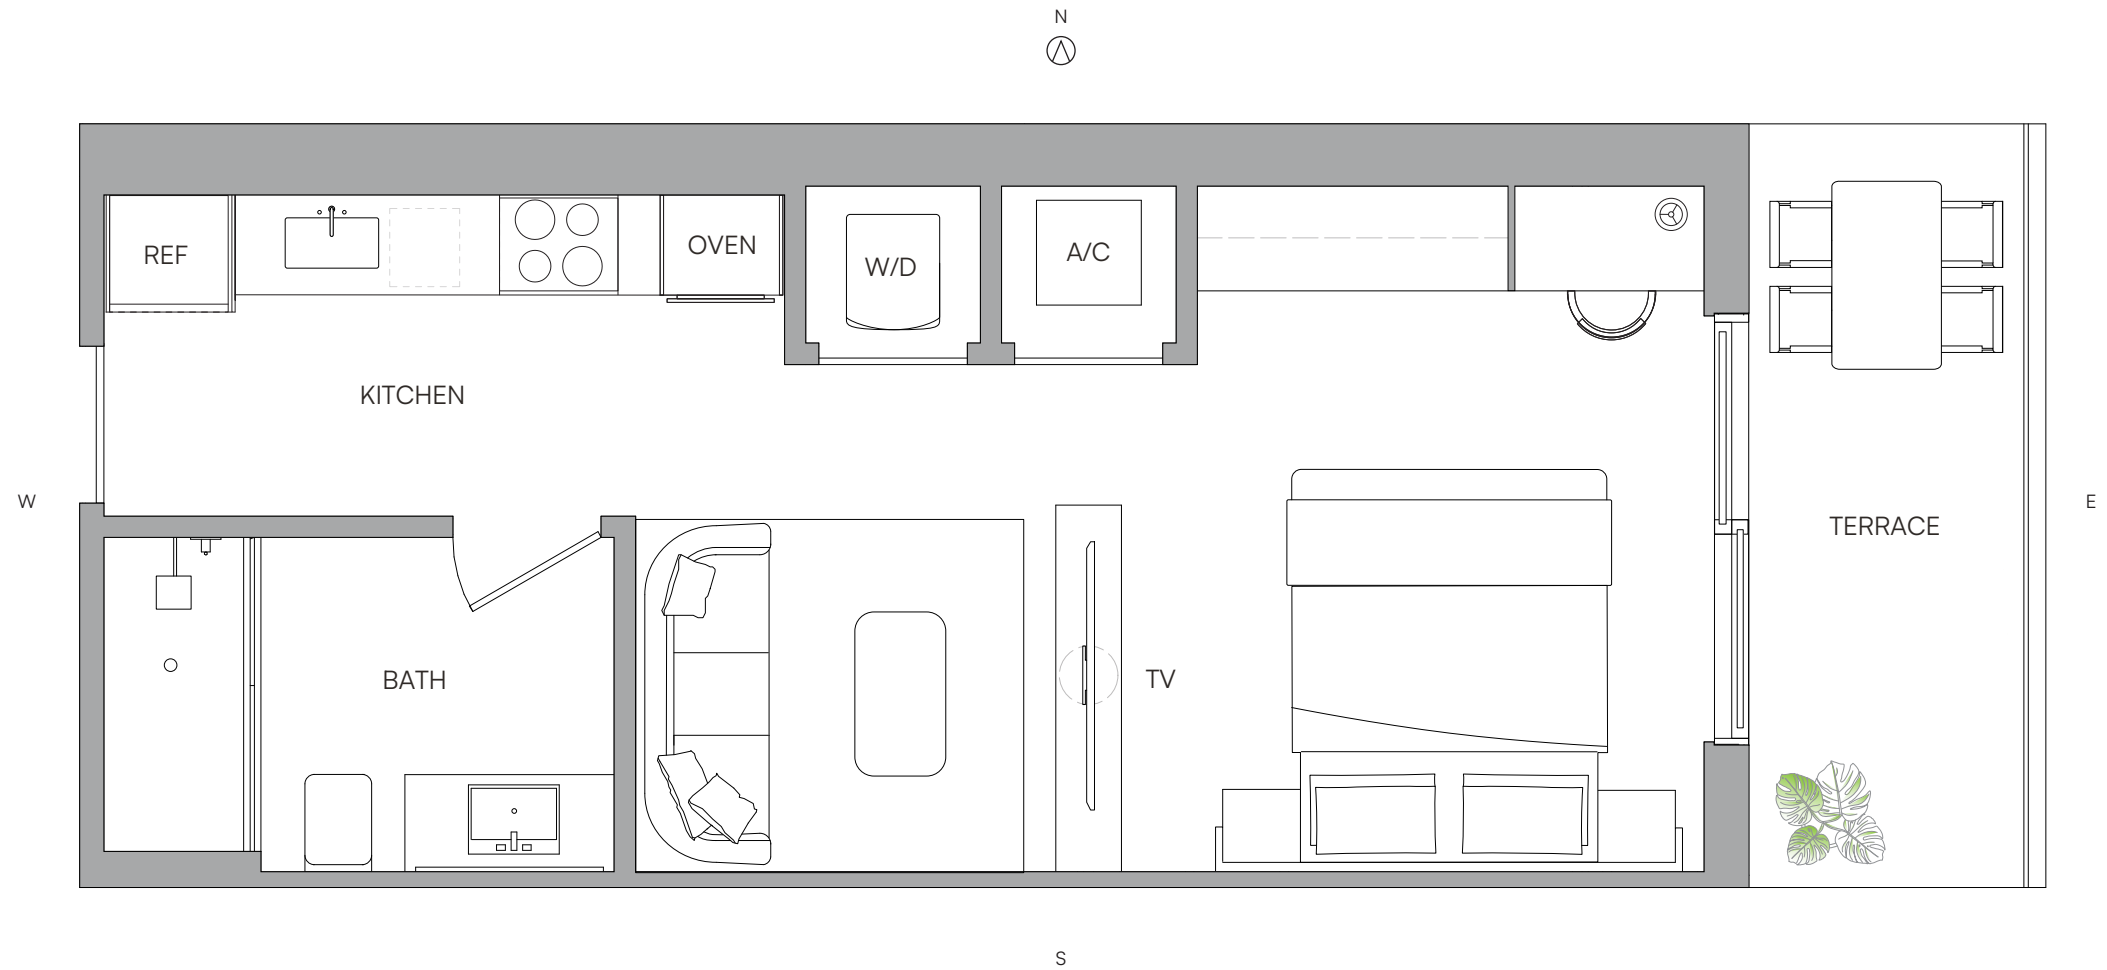 N
REF
OVEN
W/D
A/C
KITCHEN
W
E
TERRACE
BATH
TV
S